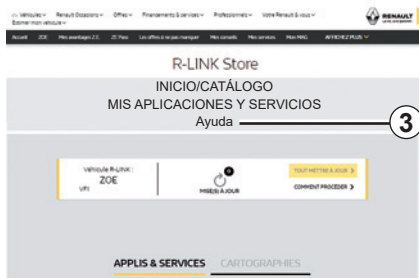 Véhicules Renault Occasions Offres Financements & services Professionnels Votre Renault & vous
Estimer mon véhicule
RENAULT
Accueil ZOE Mes avantages Z.E. ZE Pass Les offres à ne pas manquer Mes conseils Mes services Mon MAG AFFICHEZ PLUS
R-LINK Store
INICIO/CATÁLOGO
MIS APLICACIONES Y SERVICIOS
Ayuda
3
Véhicule R-LINK :
ZOE
VF1
MISE(S) À JOUR
TOUT METTRE À JOUR
COMMENT PROCÉDER
APPLIS & SERVICES CARTOGRAPHIES